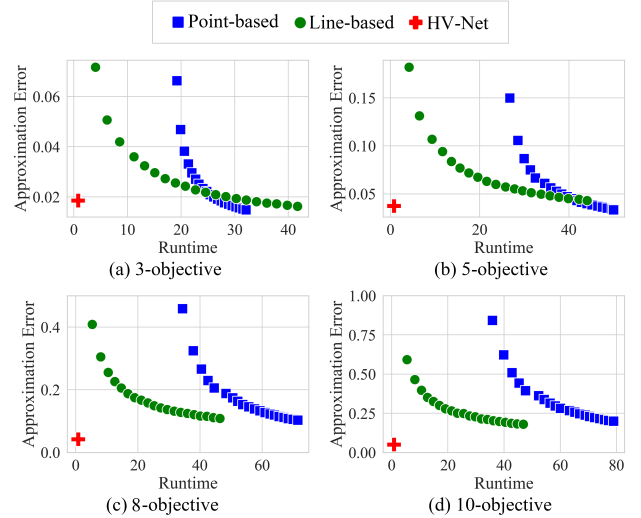 Point-based Line-based HV-Net
Approximation Error
0.06
0.04
0.02
0 10 20 30 40
Runtime
(a) 3-objective
Approximation Error
0.15
0.10
0.05
0 20 40
Runtime
(b) 5-objective
Approximation Error
0.4
0.2
0.0
0 20 40 60
Runtime
(c) 8-objective
Approximation Error
1.00
0.75
0.50
0.25
0.00
0 20 40 60 80
Runtime
(d) 10-objective